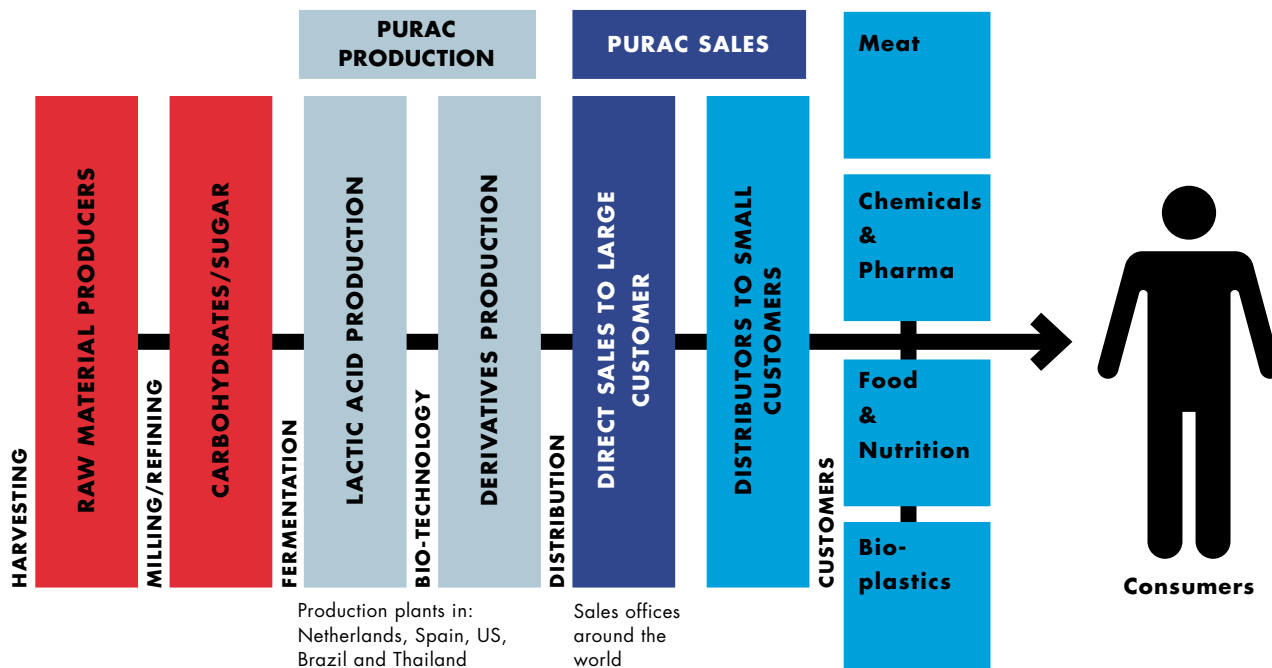 PURAC
PRODUCTION
PURAC SALES
HARVESTING
RAW MATERIAL PRODUCERS
MILLING/REFINING
CARBOHYDRATES/SUGAR
FERMENTATION
LACTIC ACID PRODUCTION
BIO-TECHNOLOGY
DERIVATIVES PRODUCTION
DISTRIBUTION
DIRECT SALES TO LARGE
CUSTOMER
DISTRIBUTORS TO SMALL
CUSTOMERS
CUSTOMERS
Meat
Chemicals
&
Pharma
Food
&
Nutrition
Bio-
plastics
Consumers
Production plants in:
Netherlands, Spain, US,
Brazil and Thailand
Sales offices
around the
world